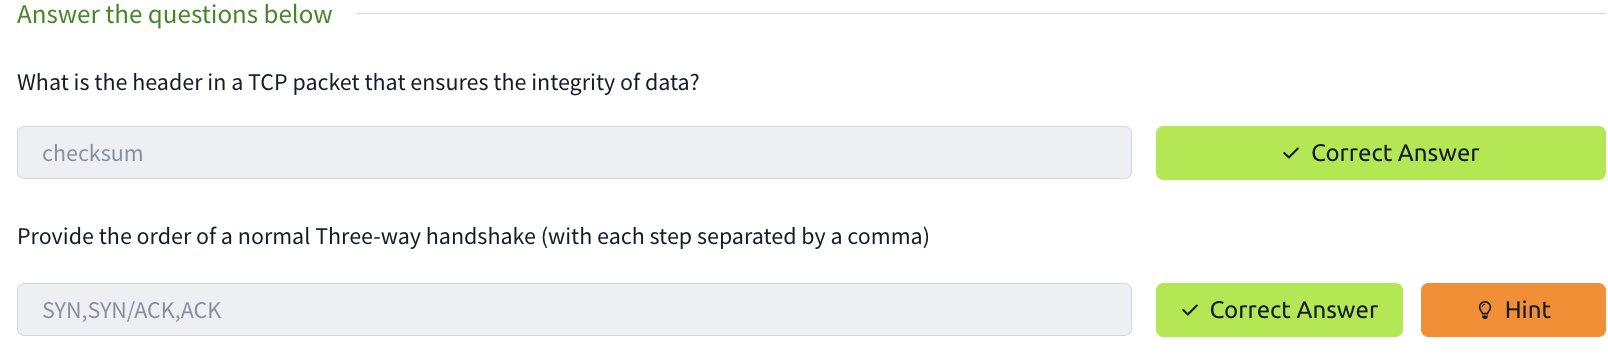 Answer the questions below
What is the header in a TCP packet that ensures the integrity of data?
checksum
Correct Answer
Provide the order of a normal Three-way handshake (with each step separated by a comma)
SYN,SYN/ACK,ACK
Correct Answer
Hint